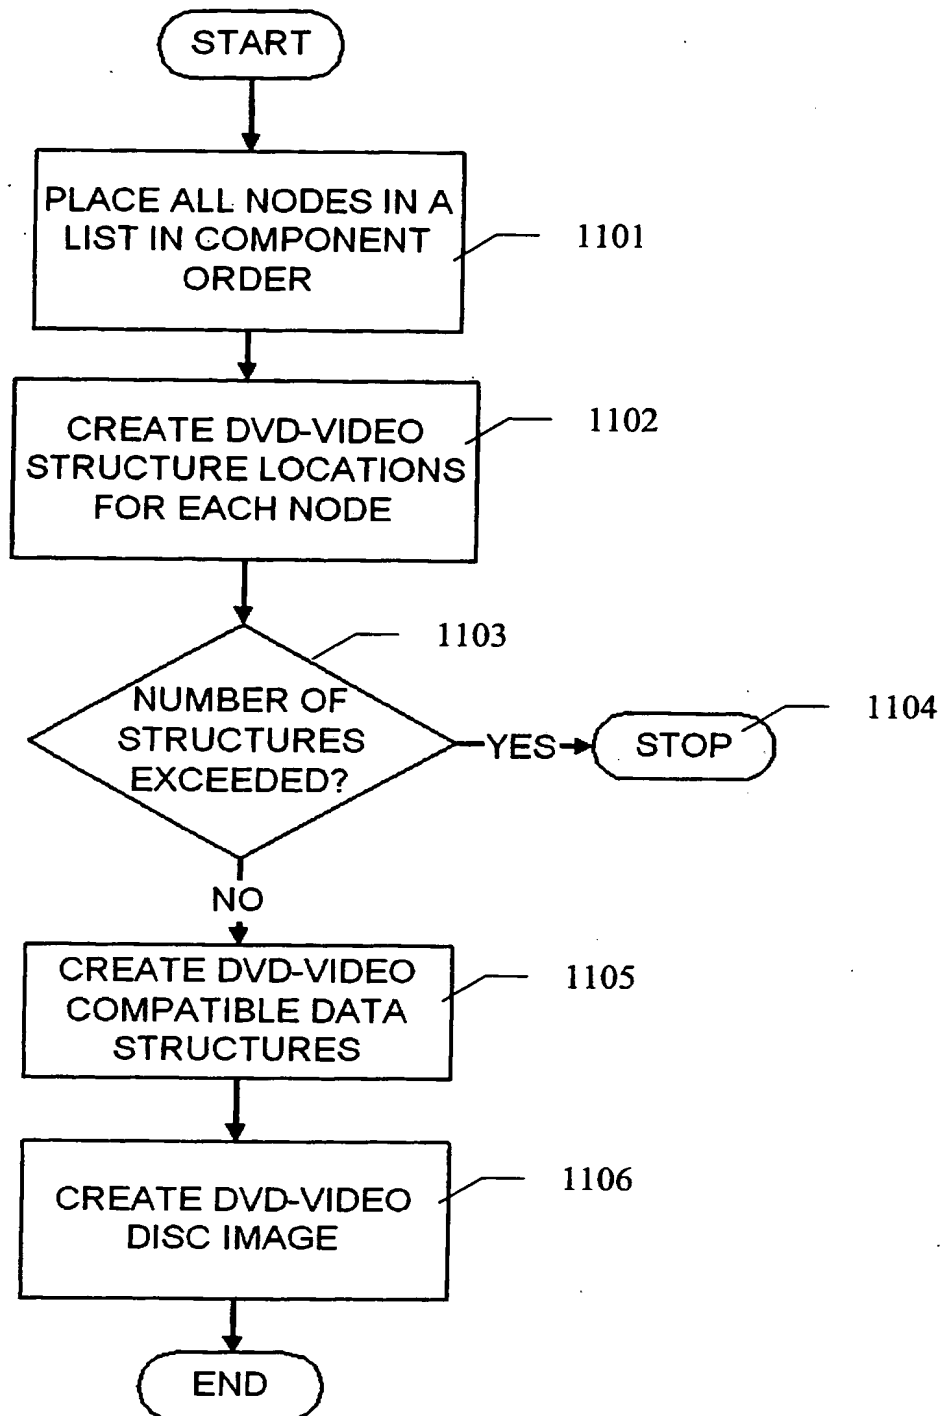 START
PLACE ALL NODES IN A
LIST IN COMPONENT
ORDER
1101
CREATE DVD-VIDEO
STRUCTURE LOCATIONS
FOR EACH NODE
1102
1103
NUMBER OF
STRUCTURES
EXCEEDED?
YES
STOP
1104
NO
CREATE DVD-VIDEO
COMPATIBLE DATA
STRUCTURES
1105
CREATE DVD-VIDEO
DISC IMAGE
1106
END